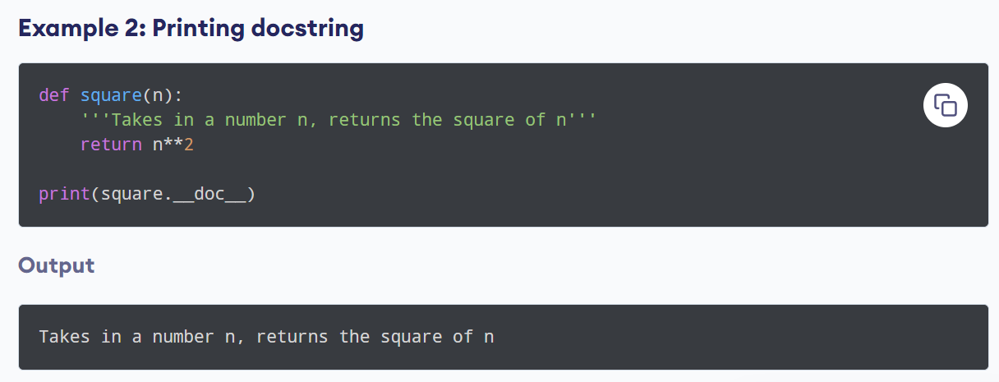 Example 2: Printing docstring
def square(n):
    '''Takes in a number n, returns the square of n'''
    return n**2
print(square.__doc__)
Output
Takes in a number n, returns the square of n